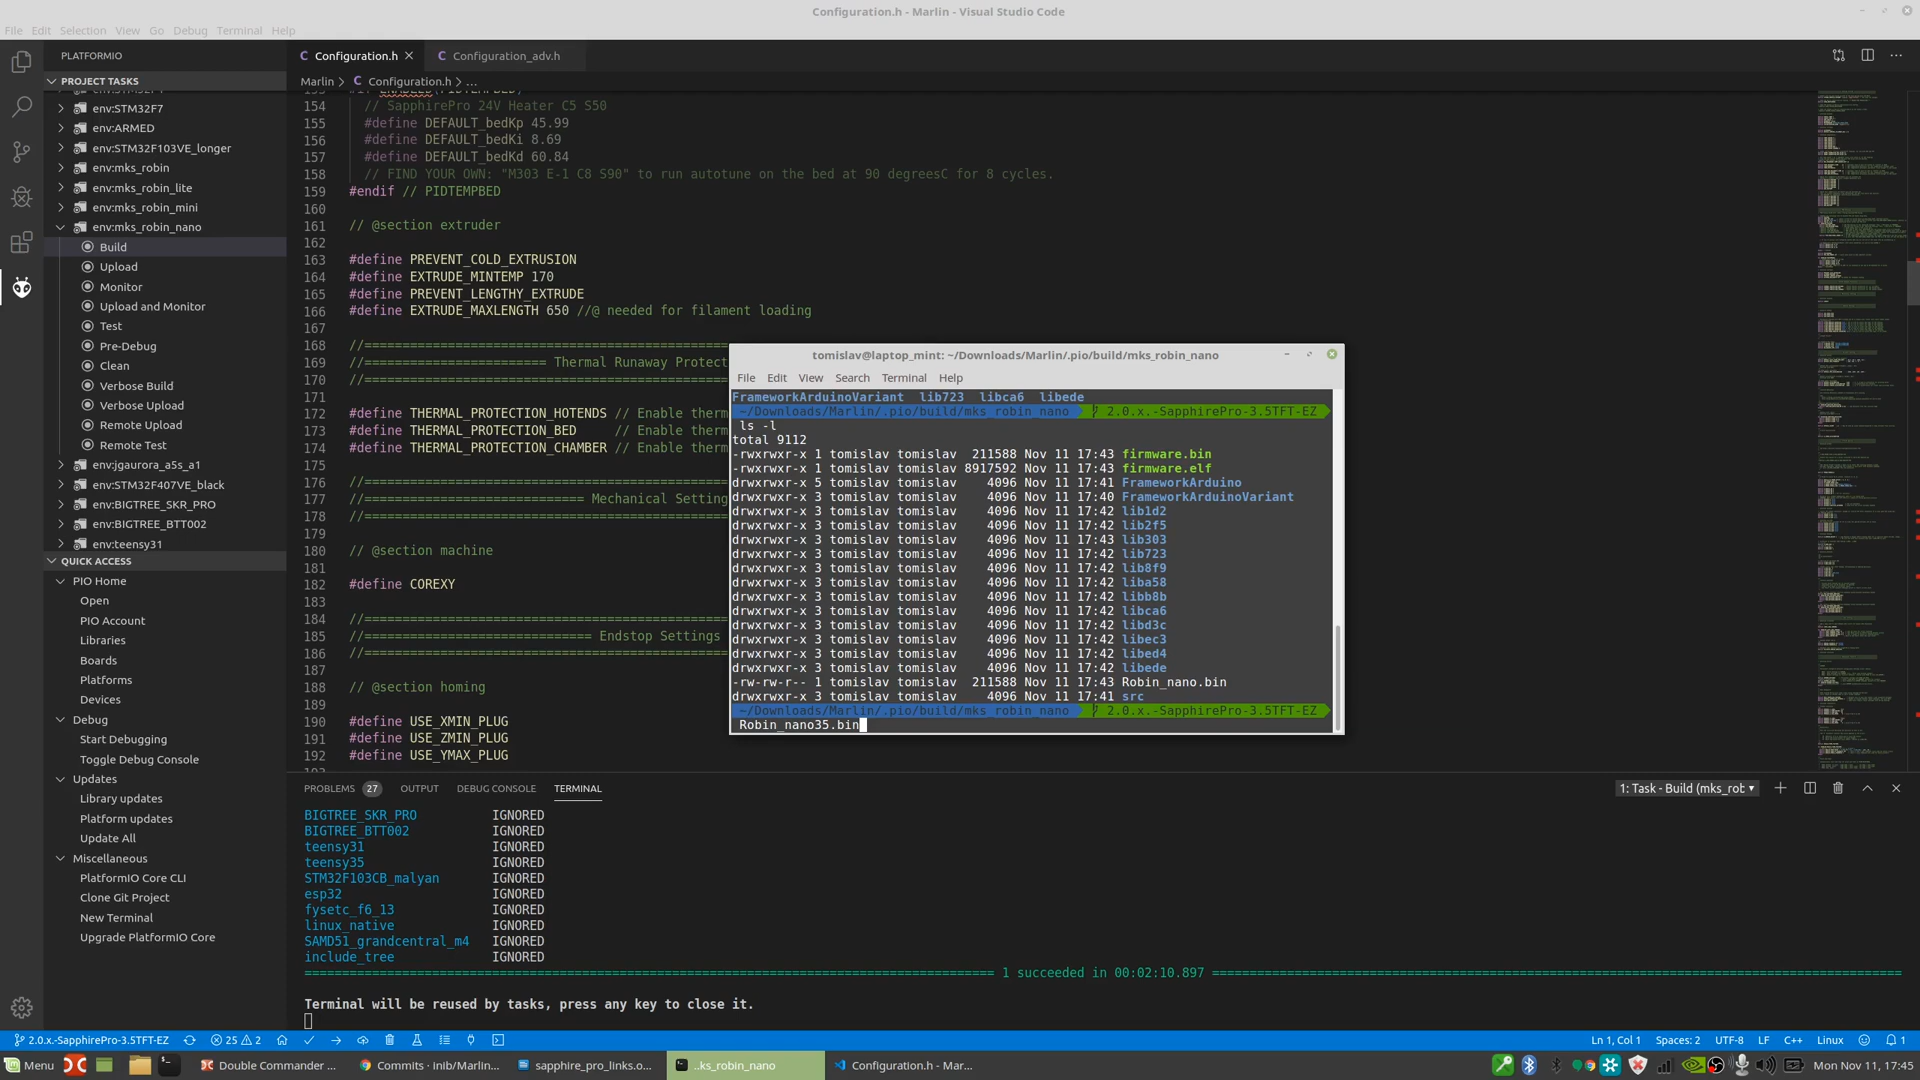 Configuration.h - Marlin - Visual Studio Code
File Edit Selection View Go Debug Terminal Help
PLATFORMIO
PROJECT TASKS
env:STM32F7
env:ARMED
env:STM32F103VE_longer
env:mks_robin
env:mks_robin_lite
env:mks_robin_mini
env:mks_robin_nano
Build
Upload
Monitor
Upload and Monitor
Test
Pre-Debug
Clean
Verbose Build
Verbose Upload
Remote Upload
Remote Test
env:jgaurora_a5s_a1
env:STM32F407VE_black
env:BIGTREE_SKR_PRO
env:BIGTREE_BTT002
env:teensy31
QUICK ACCESS
PIO Home
Open
PIO Account
Libraries
Boards
Platforms
Devices
Debug
Start Debugging
Toggle Debug Console
Updates
Library updates
Platform updates
Update All
Miscellaneous
PlatformIO Core CLI
Clone Git Project
New Terminal
Upgrade PlatformIO Core
C Configuration.h C Configuration_adv.h
Marlin > C Configuration.h > ...
154 // SapphirePro 24V Heater C5 S50
155 #define DEFAULT_bedKp 45.99
156 #define DEFAULT_bedKi 8.69
157 #define DEFAULT_bedKd 60.84
158 // FIND YOUR OWN: "M303 E-1 C8 S90" to run autotune on the bed at 90 degreesC for 8 cycles.
159 #endif // PIDTEMPBED
160
161 // @section extruder
162
163 #define PREVENT_COLD_EXTRUSION
164 #define EXTRUDE_MINTEMP 170
165 #define PREVENT_LENGTHY_EXTRUDE
166 #define EXTRUDE_MAXLENGTH 650 //@ needed for filament loading
167
168 //==================================================
169 //======================== Thermal Runaway Protect
170 //==================================================
171
172 #define THERMAL_PROTECTION_HOTENDS // Enable therm
173 #define THERMAL_PROTECTION_BED // Enable therm
174 #define THERMAL_PROTECTION_CHAMBER // Enable therm
175
176 //==================================================
177 //============================= Mechanical Setting
178 //==================================================
179
180 // @section machine
181
182 #define COREXY
183
184 //==================================================
185 //============================== Endstop Settings
186 //==================================================
187
188 // @section homing
189
190 #define USE_XMIN_PLUG
191 #define USE_ZMIN_PLUG
192 #define USE_YMAX_PLUG
tomislav@laptop_mint: ~/Downloads/Marlin/.pio/build/mks_robin_nano
File Edit View Search Terminal Help
FrameworkArduinoVariant lib723 libca6 libede
~/Downloads/Marlin/.pio/build/mks_robin_nano 2.0.x.-SapphirePro-3.5TFT-EZ
ls -l
total 9112
-rwxrwxr-x 1 tomislav tomislav 211588 Nov 11 17:43 firmware.bin
-rwxrwxr-x 1 tomislav tomislav 8917592 Nov 11 17:43 firmware.elf
drwxrwxr-x 5 tomislav tomislav 4096 Nov 11 17:41 FrameworkArduino
drwxrwxr-x 3 tomislav tomislav 4096 Nov 11 17:40 FrameworkArduinoVariant
drwxrwxr-x 3 tomislav tomislav 4096 Nov 11 17:42 lib1d2
drwxrwxr-x 3 tomislav tomislav 4096 Nov 11 17:42 lib2f5
drwxrwxr-x 3 tomislav tomislav 4096 Nov 11 17:42 lib303
drwxrwxr-x 3 tomislav tomislav 4096 Nov 11 17:42 lib723
drwxrwxr-x 3 tomislav tomislav 4096 Nov 11 17:42 lib8f9
drwxrwxr-x 3 tomislav tomislav 4096 Nov 11 17:42 liba58
drwxrwxr-x 3 tomislav tomislav 4096 Nov 11 17:42 libb8b
drwxrwxr-x 3 tomislav tomislav 4096 Nov 11 17:42 libca6
drwxrwxr-x 3 tomislav tomislav 4096 Nov 11 17:42 libd3c
drwxrwxr-x 3 tomislav tomislav 4096 Nov 11 17:42 libec3
drwxrwxr-x 3 tomislav tomislav 4096 Nov 11 17:42 libed4
drwxrwxr-x 3 tomislav tomislav 4096 Nov 11 17:42 libede
-rw-rw-r-- 1 tomislav tomislav 211588 Nov 11 17:43 Robin_nano.bin
drwxrwxr-x 3 tomislav tomislav 4096 Nov 11 17:41 src
~/Downloads/Marlin/.pio/build/mks_robin_nano 2.0.x.-SapphirePro-3.5TFT-EZ
Robin_nano35.bin
PROBLEMS 27 OUTPUT DEBUG CONSOLE TERMINAL 1: Task - Build (mks_rob
BIGTREE_SKR_PRO IGNORED
BIGTREE_BTT002 IGNORED
teensy31 IGNORED
teensy35 IGNORED
STM32F103CB_malyan IGNORED
esp32 IGNORED
fysetc_f6_13 IGNORED
linux_native IGNORED
SAMD51_grandcentral_m4 IGNORED
include_tree IGNORED
=============== 1 succeeded in 00:02:10.897 ===============
Terminal will be reused by tasks, press any key to close it.
2.0.x.-SapphirePro-3.5TFT-EZ 25 2 Ln 1, Col 1 Spaces: 2 UTF-8 LF C++ Linux 1
Menu Double Commander ... Commits · lnib/Marlin... sapphire_pro_links.o... ..ks_robin_nano Configuration.h - Mar... Mon Nov 11, 17:45